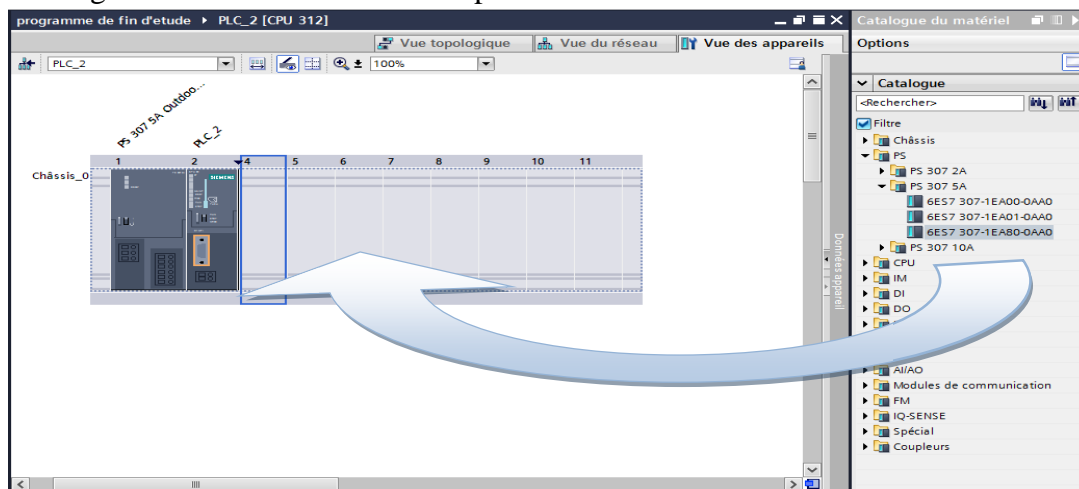 programme de fin d'etude ▸ PLC_2 [CPU 312]
Vue topologique
Vue du réseau
Vue des appareils
PLC_2
100%
PS 307 5A Outdoo...
PLC_2
1 2 4 5 6 7 8 9 10 11
Châssis_0
SIEMENS
Données appareil
Catalogue du matériel
Options
Catalogue
<Rechercher>
Filtre
Châssis
PS
PS 307 2A
PS 307 5A
6ES7 307-1EA00-0AA0
6ES7 307-1EA01-0AA0
6ES7 307-1EA80-0AA0
PS 307 10A
CPU
IM
DI
DO
AI/AO
Modules de communication
FM
IQ-SENSE
Spécial
Coupleurs